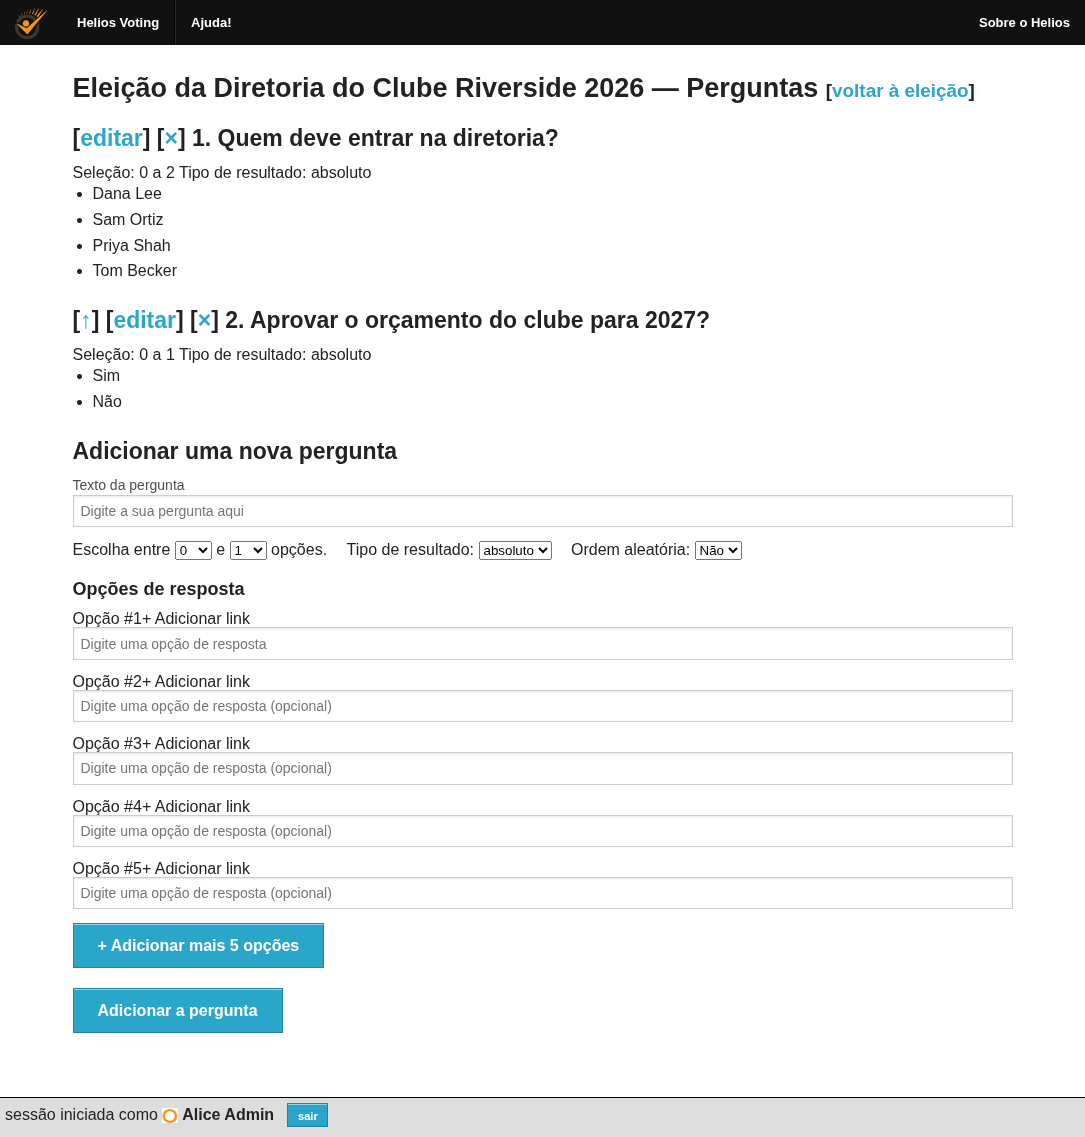 Helios Voting Ajuda! Sobre o Helios
Eleição da Diretoria do Clube Riverside 2026 — Perguntas [voltar à eleição]
[editar] [×] 1. Quem deve entrar na diretoria?
Seleção: 0 a 2 Tipo de resultado: absoluto
• Dana Lee
• Sam Ortiz
• Priya Shah
• Tom Becker
[↑] [editar] [×] 2. Aprovar o orçamento do clube para 2027?
Seleção: 0 a 1 Tipo de resultado: absoluto
• Sim
• Não
Adicionar uma nova pergunta
Texto da pergunta
Digite a sua pergunta aqui
Escolha entre 0 e 1 opções. Tipo de resultado: absoluto Ordem aleatória: Não
Opções de resposta
Opção #1+ Adicionar link
Digite uma opção de resposta
Opção #2+ Adicionar link
Digite uma opção de resposta (opcional)
Opção #3+ Adicionar link
Digite uma opção de resposta (opcional)
Opção #4+ Adicionar link
Digite uma opção de resposta (opcional)
Opção #5+ Adicionar link
Digite uma opção de resposta (opcional)
+ Adicionar mais 5 opções
Adicionar a pergunta
sessão iniciada como Alice Admin sair